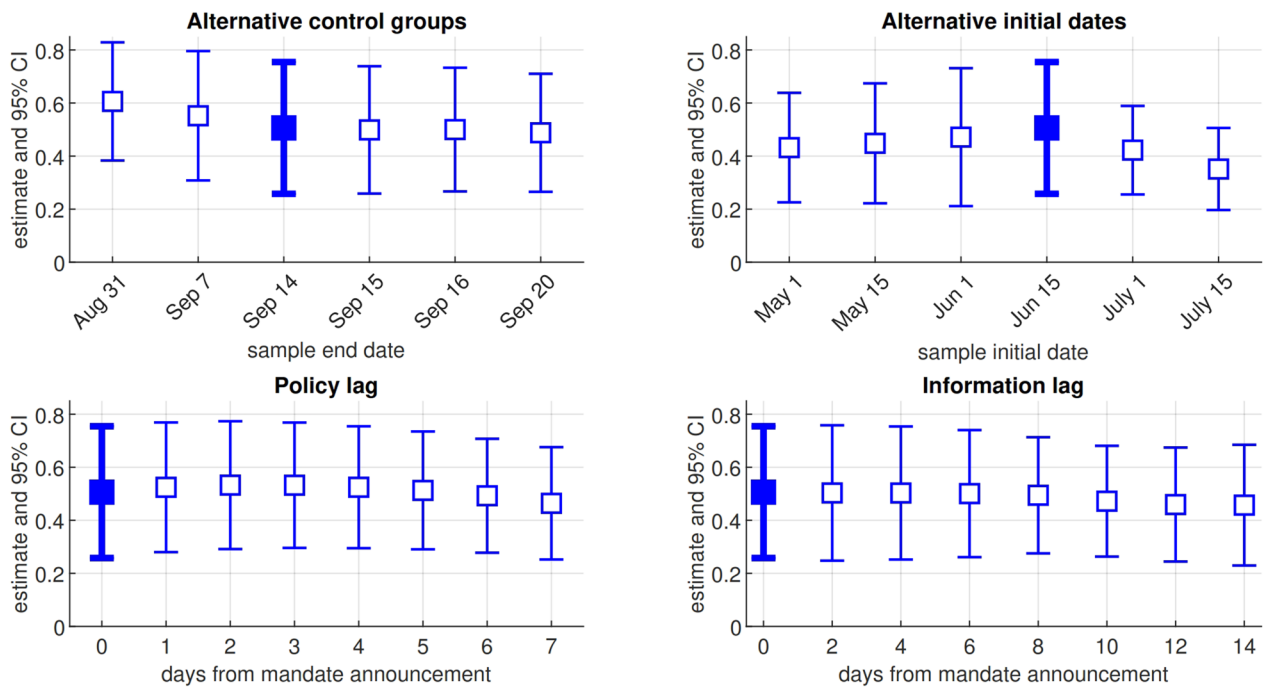 Alternative control groups
estimate and 95% CI
0.8
0.6
0.4
0.2
0
Aug 31
Sep 7
Sep 14
Sep 15
Sep 16
Sep 20
sample end date
Alternative initial dates
estimate and 95% CI
0.8
0.6
0.4
0.2
0
May 1
May 15
Jun 1
Jun 15
July 1
July 15
sample initial date
Policy lag
estimate and 95% CI
0.8
0.6
0.4
0.2
0
0 1 2 3 4 5 6 7
days from mandate announcement
Information lag
estimate and 95% CI
0.8
0.6
0.4
0.2
0
0 2 4 6 8 10 12 14
days from mandate announcement